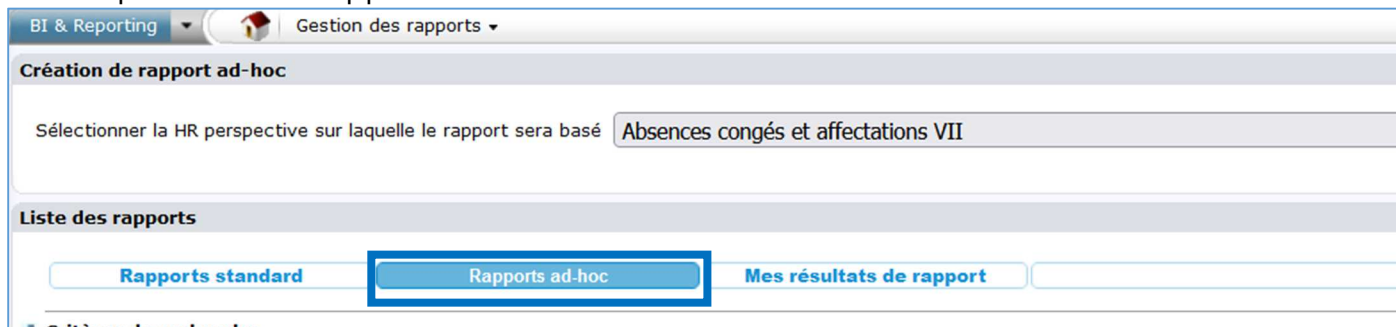 BI & Reporting Gestion des rapports
Création de rapport ad-hoc
Sélectionner la HR perspective sur laquelle le rapport sera basé Absences congés et affectations VII
Liste des rapports
Rapports standard Rapports ad-hoc Mes résultats de rapport